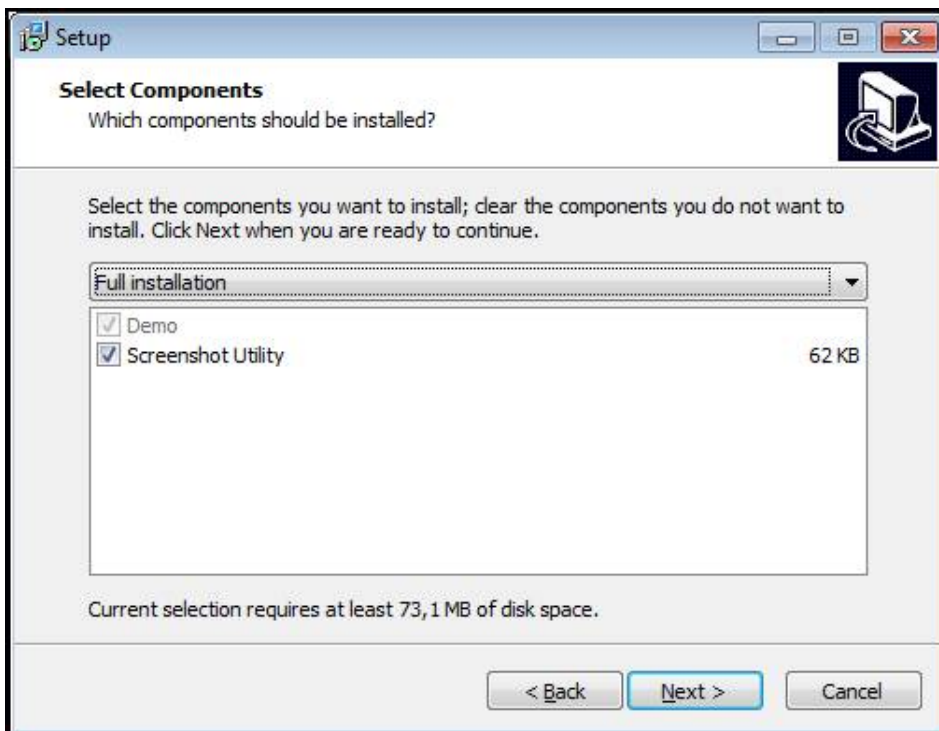 Setup
Select Components
Which components should be installed?
Select the components you want to install; clear the components you do not want to
install. Click Next when you are ready to continue.
Full installation
Demo
Screenshot Utility 62 KB
Current selection requires at least 73,1 MB of disk space.
< Back Next > Cancel